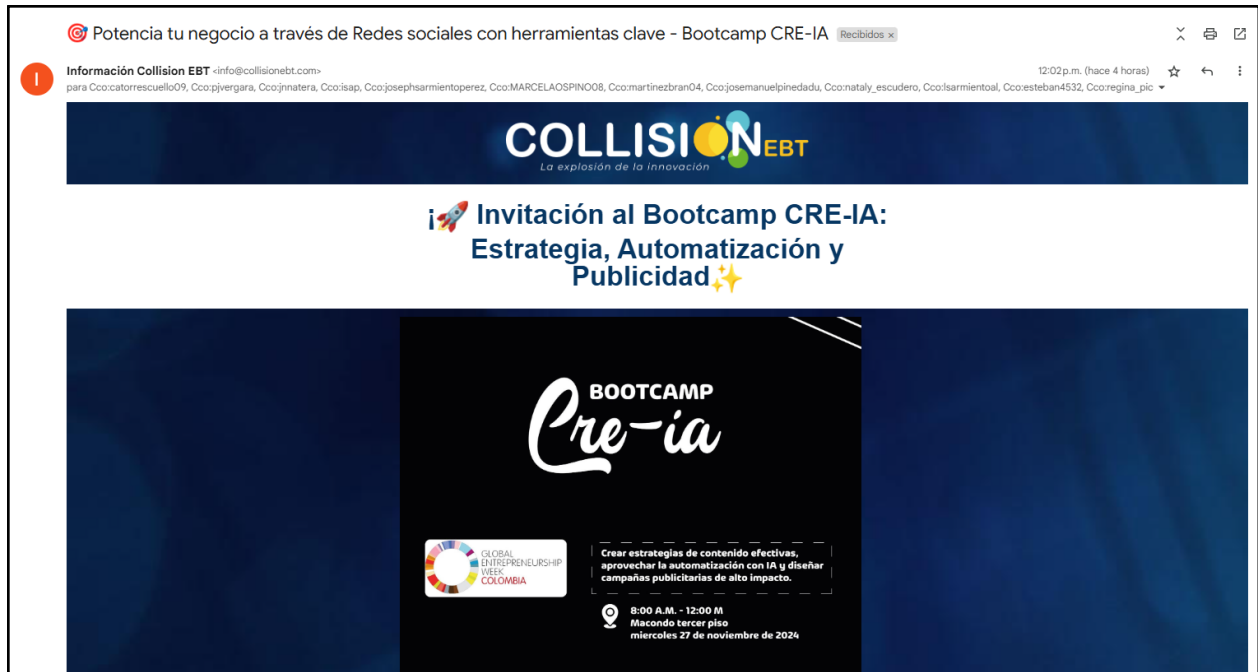 🎯 Potencia tu negocio a través de Redes sociales con herramientas clave - Bootcamp CRE-IA Recibidos x
I
Información Collision EBT <info@collisionebt.com>
12:02 p.m. (hace 4 horas)
para Cco:catorrescuello09, Cco:pjvergara, Cco:jnnatera, Cco:isap, Cco:josephsarmientoperez, Cco:MARCELAOSPINO08, Cco:martinezbran04, Cco:josemanuelpinedadu, Cco:nataly_escudero, Cco:lsarmientoal, Cco:esteban4532, Cco:regina_pic
COLLISION EBT
La explosión de la innovación
¡🚀 Invitación al Bootcamp CRE-IA:
Estrategia, Automatización y
Publicidad✨
BOOTCAMP
Cre-ia
GLOBAL
ENTREPRENEURSHIP
WEEK
COLOMBIA
Crear estrategias de contenido efectivas,
aprovechar la automatización con IA y diseñar
campañas publicitarias de alto impacto.
8:00 A.M. - 12:00 M
Macondo tercer piso
miercoles 27 de noviembre de 2024